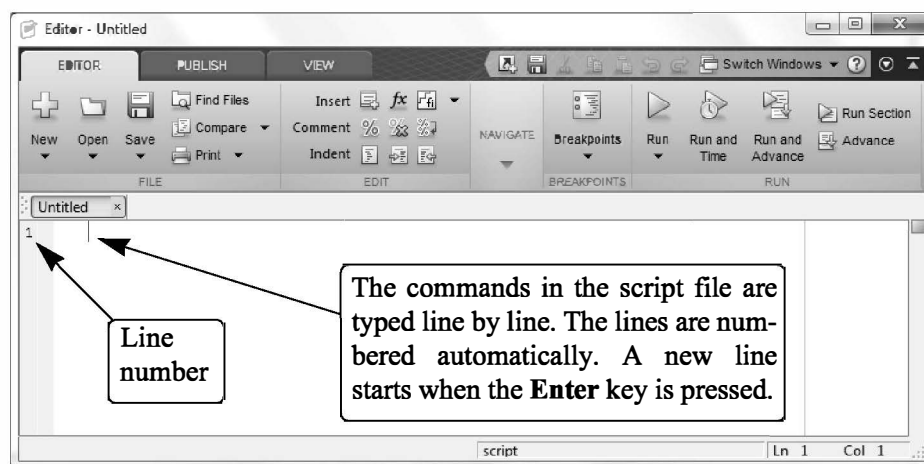 Editor - Untitled
EDITOR PUBLISH VIEW Switch Windows ?
New Open Save
Find Files
Compare
Print
Insert fx
Comment
Indent
NAVIGATE
Breakpoints
Run
Run and Time
Run and Advance
Run Section
Advance
FILE EDIT BREAKPOINTS RUN
Untitled ×
1
Line
number
The commands in the script file are
typed line by line. The lines are num-
bered automatically. A new line
starts when the Enter key is pressed.
script Ln 1 Col 1